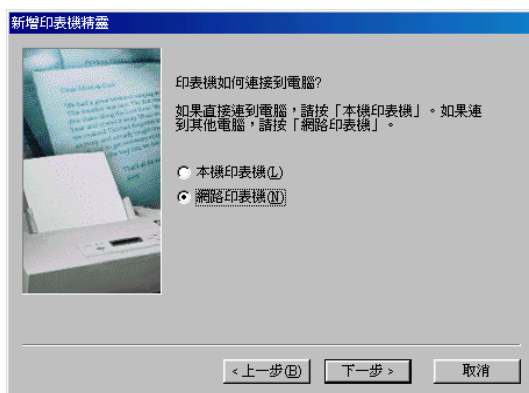 新增印表機精靈
印表機如何連接到電腦?
如果直接連到電腦，請按「本機印表機」。如果連
到其他電腦，請按「網路印表機」。
本機印表機(L)
網路印表機(N)
<上一步(B)
下一步 >
取消